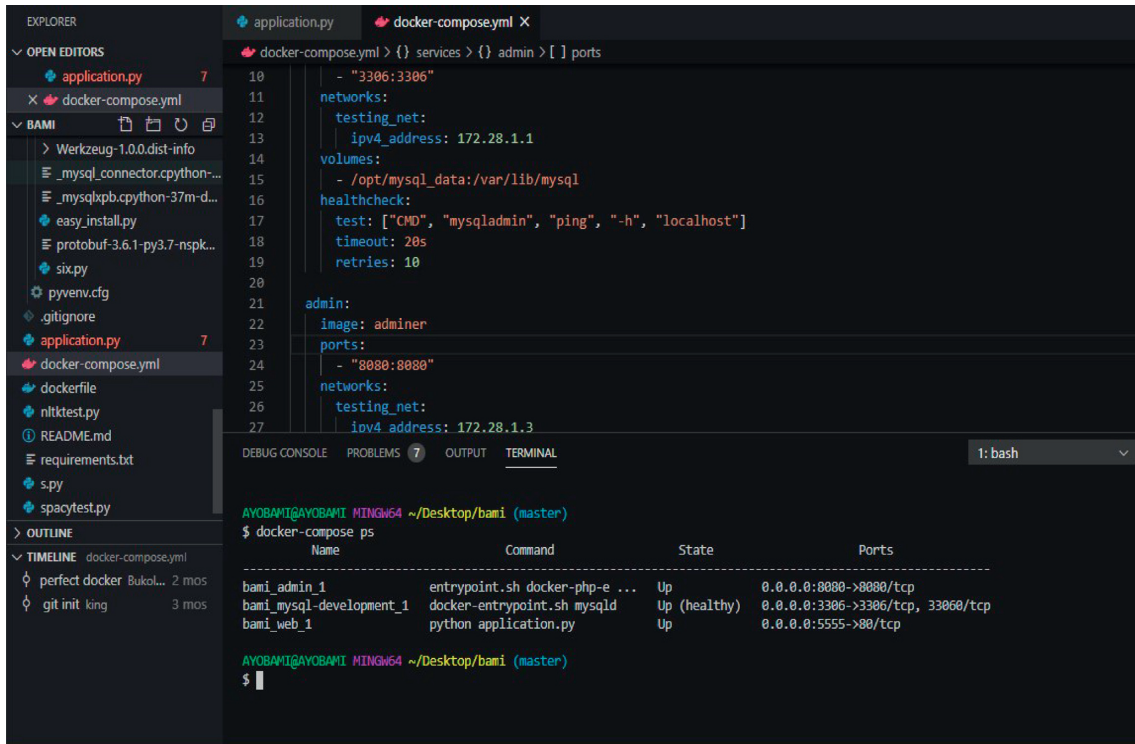 EXPLORER
OPEN EDITORS
application.py 7
docker-compose.yml
BAMI
Werkzeug-1.0.0.dist-info
_mysql_connector.cpython-...
_mysqlxpb.cpython-37m-d...
easy_install.py
protobuf-3.6.1-py3.7-nspk...
six.py
pyvenv.cfg
.gitignore
application.py 7
docker-compose.yml
dockerfile
nltktest.py
README.md
requirements.txt
s.py
spacytest.py
OUTLINE
TIMELINE docker-compose.yml
perfect docker Bukol... 2 mos
git init king 3 mos
application.py docker-compose.yml
docker-compose.yml > {} services > {} admin > [ ] ports
10 - "3306:3306"
11 networks:
12 testing_net:
13 ipv4_address: 172.28.1.1
14 volumes:
15 - /opt/mysql_data:/var/lib/mysql
16 healthcheck:
17 test: ["CMD", "mysqladmin", "ping", "-h", "localhost"]
18 timeout: 20s
19 retries: 10
20
21 admin:
22 image: adminer
23 ports:
24 - "8080:8080"
25 networks:
26 testing_net:
27 ipv4_address: 172.28.1.3
DEBUG CONSOLE PROBLEMS 7 OUTPUT TERMINAL 1: bash
AYOBAMI@AYOBAMI MINGW64 ~/Desktop/bami (master)
$ docker-compose ps
Name Command State Ports
---------------------------------------------------------------------------------------------------------
bami_admin_1 entrypoint.sh docker-php-e ... Up 0.0.0.0:8080->8080/tcp
bami_mysql-development_1 docker-entrypoint.sh mysqld Up (healthy) 0.0.0.0:3306->3306/tcp, 33060/tcp
bami_web_1 python application.py Up 0.0.0.0:5555->80/tcp
AYOBAMI@AYOBAMI MINGW64 ~/Desktop/bami (master)
$